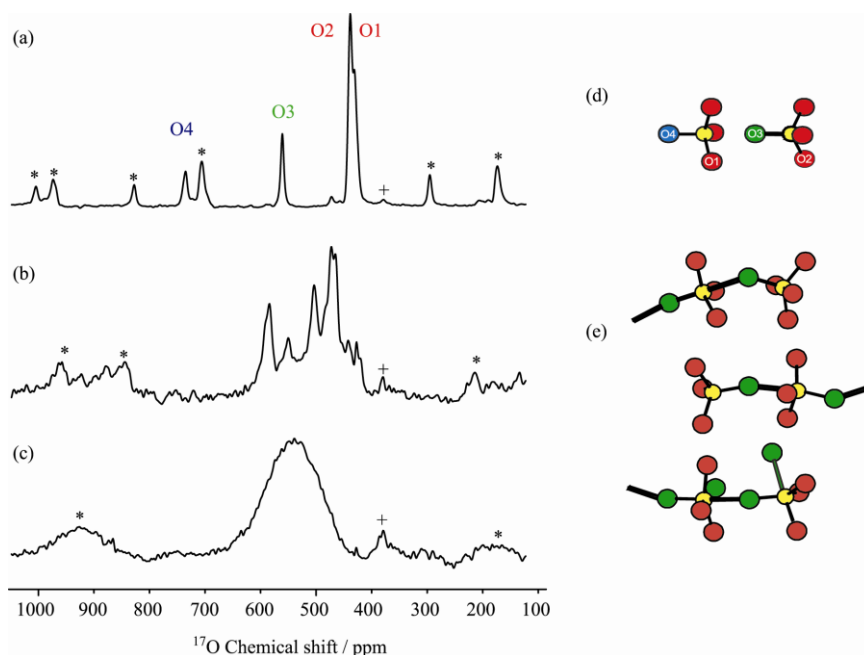 (a)
O2 O1
O4
O3
* * * * + * *
(b)
* * + *
(c)
* + *
1000 900 800 700 600 500 400 300 200 100
17O Chemical shift / ppm
(d)
O4 O3
O1 O2
(e)